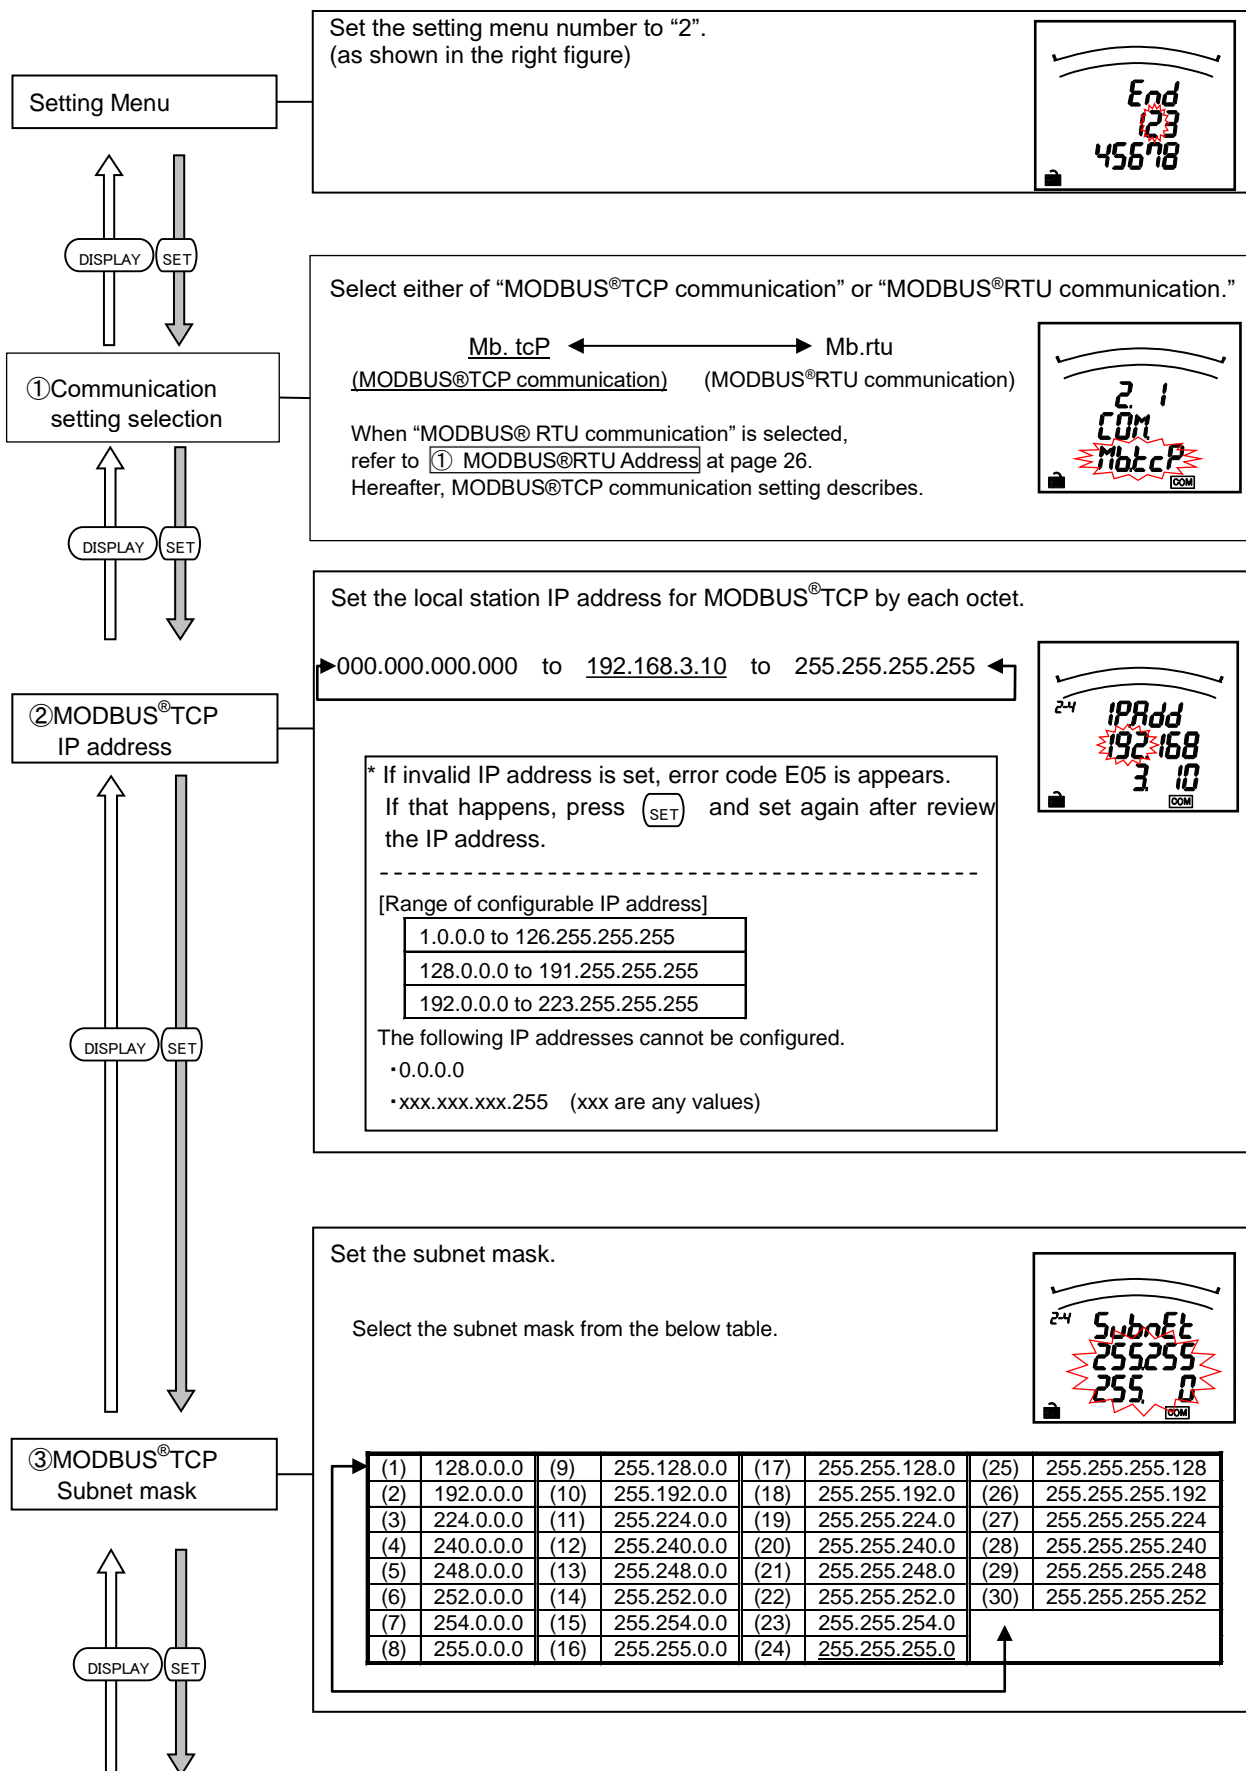 Set the setting menu number to “2”.
(as shown in the right figure)
Setting Menu
End
123
45678
DISPLAY SET
Select either of “MODBUS®TCP communication” or “MODBUS®RTU communication.”
Mb. tcP Mb.rtu
(MODBUS®TCP communication) (MODBUS®RTU communication)
①Communication
setting selection
When “MODBUS® RTU communication” is selected,
refer to ① MODBUS®RTU Address at page 26.
Hereafter, MODBUS®TCP communication setting describes.
2. 1
COM.
Mb.tcP
COM
DISPLAY SET
Set the local station IP address for MODBUS®TCP by each octet.
000.000.000.000 to 192.168.3.10 to 255.255.255.255
②MODBUS®TCP
IP address
2-4 IPAdd
192.168
3. 10
COM
* If invalid IP address is set, error code E05 is appears.
If that happens, press SET and set again after review
the IP address.
[Range of configurable IP address]
1.0.0.0 to 126.255.255.255
128.0.0.0 to 191.255.255.255
192.0.0.0 to 223.255.255.255
The following IP addresses cannot be configured.
・0.0.0.0
・xxx.xxx.xxx.255 (xxx are any values)
DISPLAY SET
Set the subnet mask.
Select the subnet mask from the below table.
2-4 SubnEt
255.255
255. 0
COM
③MODBUS®TCP
Subnet mask
(1) 128.0.0.0 (9) 255.128.0.0 (17) 255.255.128.0 (25) 255.255.255.128
(2) 192.0.0.0 (10) 255.192.0.0 (18) 255.255.192.0 (26) 255.255.255.192
(3) 224.0.0.0 (11) 255.224.0.0 (19) 255.255.224.0 (27) 255.255.255.224
(4) 240.0.0.0 (12) 255.240.0.0 (20) 255.255.240.0 (28) 255.255.255.240
(5) 248.0.0.0 (13) 255.248.0.0 (21) 255.255.248.0 (29) 255.255.255.248
(6) 252.0.0.0 (14) 255.252.0.0 (22) 255.255.252.0 (30) 255.255.255.252
(7) 254.0.0.0 (15) 255.254.0.0 (23) 255.255.254.0
(8) 255.0.0.0 (16) 255.255.0.0 (24) 255.255.255.0
DISPLAY SET